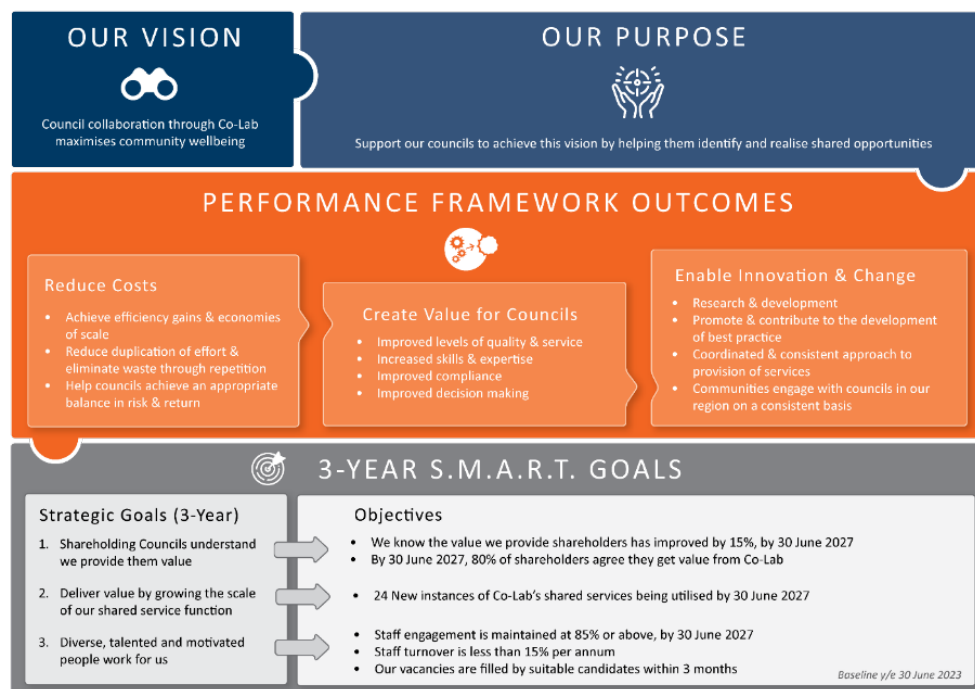 OUR VISION
Council collaboration through Co-Lab
maximises community wellbeing
OUR PURPOSE
Support our councils to achieve this vision by helping them identify and realise shared opportunities
PERFORMANCE FRAMEWORK OUTCOMES
Reduce Costs
• Achieve efficiency gains & economies
of scale
• Reduce duplication of effort &
eliminate waste through repetition
• Help councils achieve an appropriate
balance in risk & return
Create Value for Councils
• Improved levels of quality & service
• Increased skills & expertise
• Improved compliance
• Improved decision making
Enable Innovation & Change
• Research & development
• Promote & contribute to the development
of best practice
• Coordinated & consistent approach to
provision of services
• Communities engage with councils in our
region on a consistent basis
3-YEAR S.M.A.R.T. GOALS
Strategic Goals (3-Year)
1. Shareholding Councils understand
we provide them value
2. Deliver value by growing the scale
of our shared service function
3. Diverse, talented and motivated
people work for us
Objectives
• We know the value we provide shareholders has improved by 15%, by 30 June 2027
• By 30 June 2027, 80% of shareholders agree they get value from Co-Lab
• 24 New instances of Co-Lab's shared services being utilised by 30 June 2027
• Staff engagement is maintained at 85% or above, by 30 June 2027
• Staff turnover is less than 15% per annum
• Our vacancies are filled by suitable candidates within 3 months
Baseline y/e 30 June 2023